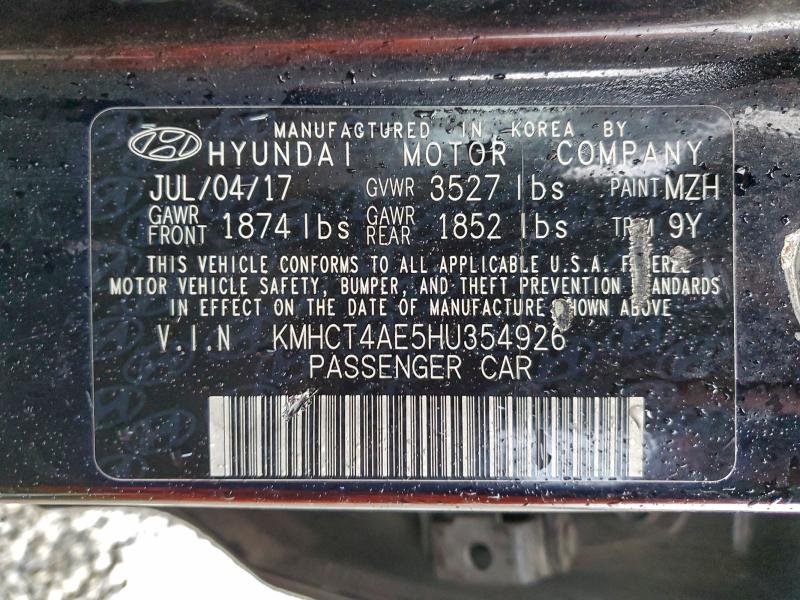 MANUFACTURED IN KOREA BY
HYUNDAI MOTOR COMPANY
JUL/04/17 GVWR 3527 lbs PAINT MZH
GAWR FRONT 1874 lbs GAWR REAR 1852 lbs 9Y
THIS VEHICLE CONFORMS TO ALL APPLICABLE U.S.A.
MOTOR VEHICLE SAFETY, BUMPER, AND THEFT PREVENTION
IN EFFECT ON THE DATE OF MANUFACTURE SHOWN ABOVE.
V.I.N KMHCT4AE5HU354926
PASSENGER CAR